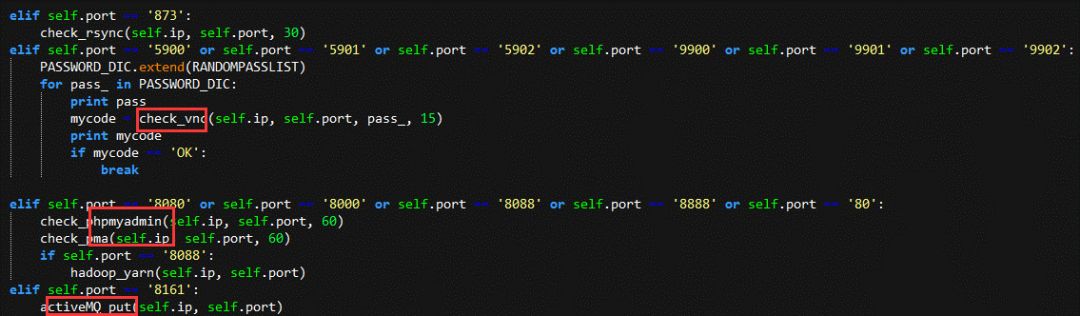 elif self.port == '873':
check_rsync(self.ip, self.port, 30)
elif self.port == '5900' or self.port == '5901' or self.port == '5902' or self.port == '9900' or self.port == '9901' or self.port == '9902':
PASSWORD_DIC.extend(RANDOMPASSLIST)
for pass_ in PASSWORD_DIC:
print pass
mycode = check_vnc(self.ip, self.port, pass_, 15)
print mycode
if mycode == 'OK':
break
elif self.port == '8080' or self.port == '8000' or self.port == '8088' or self.port == '8888' or self.port == '80':
check_phpmyadmin(self.ip, self.port, 60)
check_pma(self.ip, self.port, 60)
if self.port == '8088':
hadoop_yarn(self.ip, self.port)
elif self.port == '8161':
activeMQ_put(self.ip, self.port)